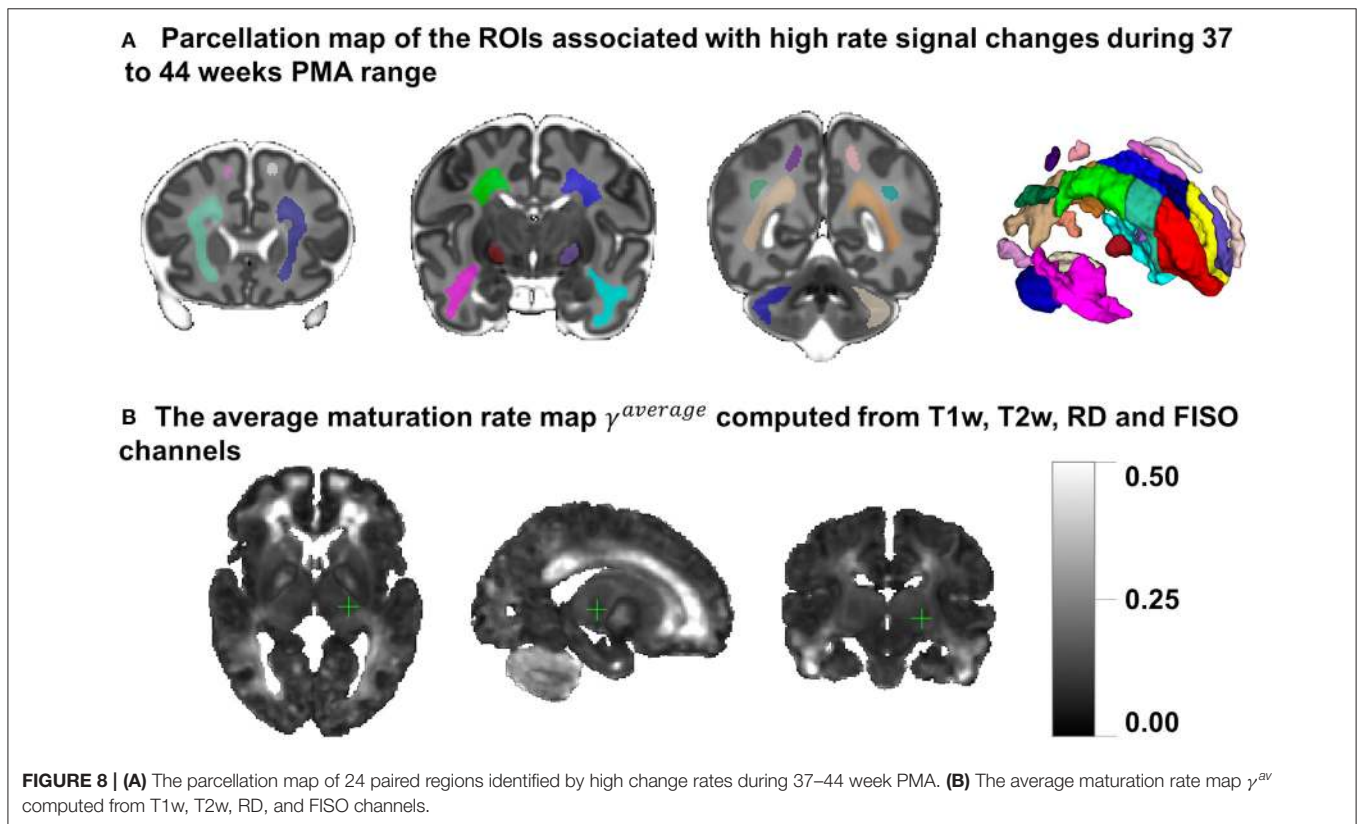 A Parcellation map of the ROIs associated with high rate signal changes during 37
to 44 weeks PMA range
B The average maturation rate map γ^average computed from T1w, T2w, RD and FISO
channels
0.50
0.25
0.00
FIGURE 8 | (A) The parcellation map of 24 paired regions identified by high change rates during 37–44 week PMA. (B) The average maturation rate map γ^av
computed from T1w, T2w, RD, and FISO channels.